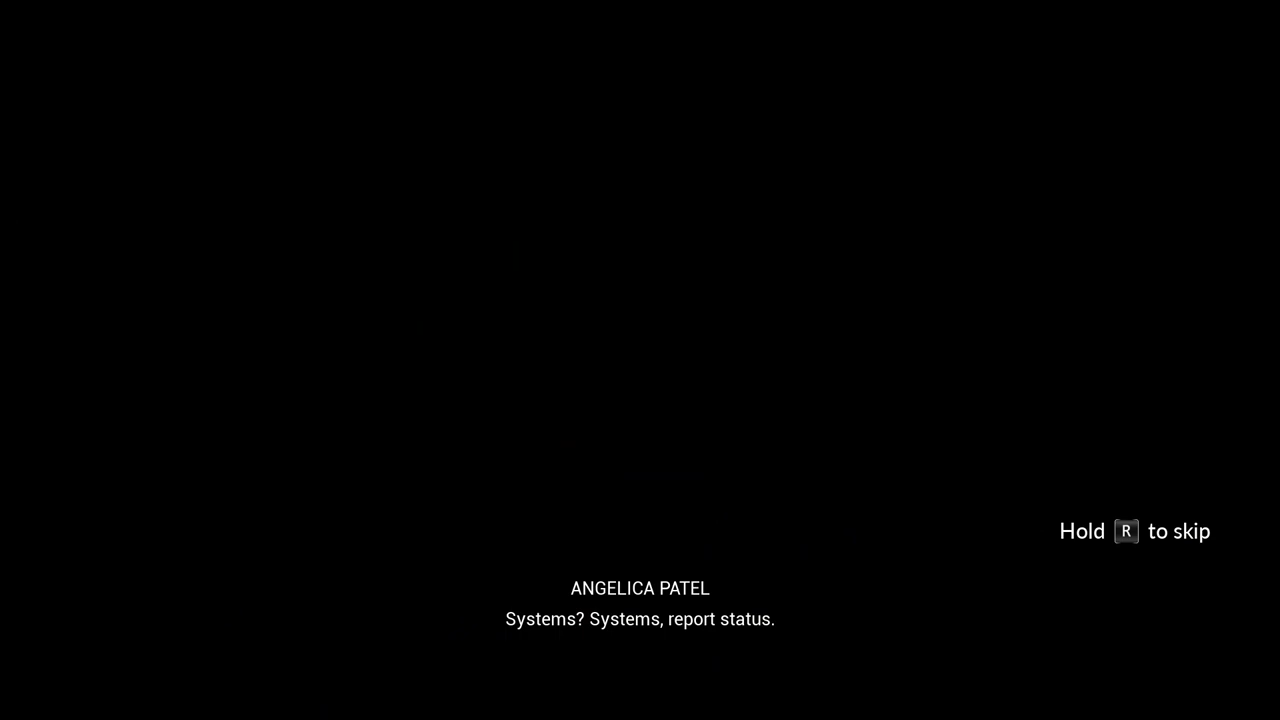 Hold R to skip
ANGELICA PATEL
Systems? Systems, report status.